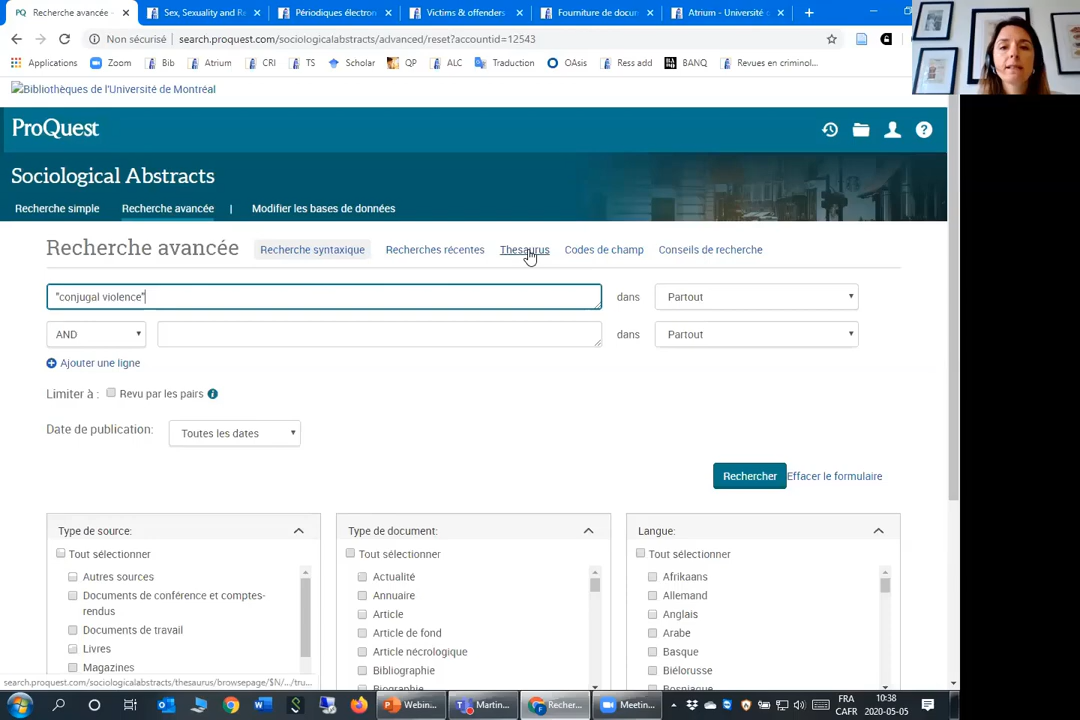 PQ Recherche avancée -
Sex, Sexuality and Re
Périodiques électron
Victims & offenders
Fourniture de docum
Atrium - Université c
Non sécurisé
search.proquest.com/sociologicalabstracts/advanced/reset?accountid=12543
Applications Zoom Bib Atrium CRI TS Scholar QP ALC Traduction OAsis Ress add BANQ Revues en criminol...
Bibliothèques de l'Université de Montréal
ProQuest
Sociological Abstracts
Recherche simple Recherche avancée | Modifier les bases de données
Recherche avancée Recherche syntaxique Recherches récentes Thesaurus Codes de champ Conseils de recherche
"conjugal violence" dans Partout
AND dans Partout
Ajouter une ligne
Limiter à : Revu par les pairs
Date de publication: Toutes les dates
Rechercher Effacer le formulaire
Type de source:
Tout sélectionner
Autres sources
Documents de conférence et comptes-
rendus
Documents de travail
Livres
Magazines
Type de document:
Tout sélectionner
Actualité
Annuaire
Article
Article de fond
Article nécrologique
Bibliographie
Biographie
Langue:
Tout sélectionner
Afrikaans
Allemand
Anglais
Arabe
Basque
Biélorusse
Bosniaque
search.proquest.com/sociologicalabstracts/thesaurus/browsepage/$N/.../tru...
Webin... Martin... Recher... Meetin...
FRA
CAFR
10:38
2020-05-05